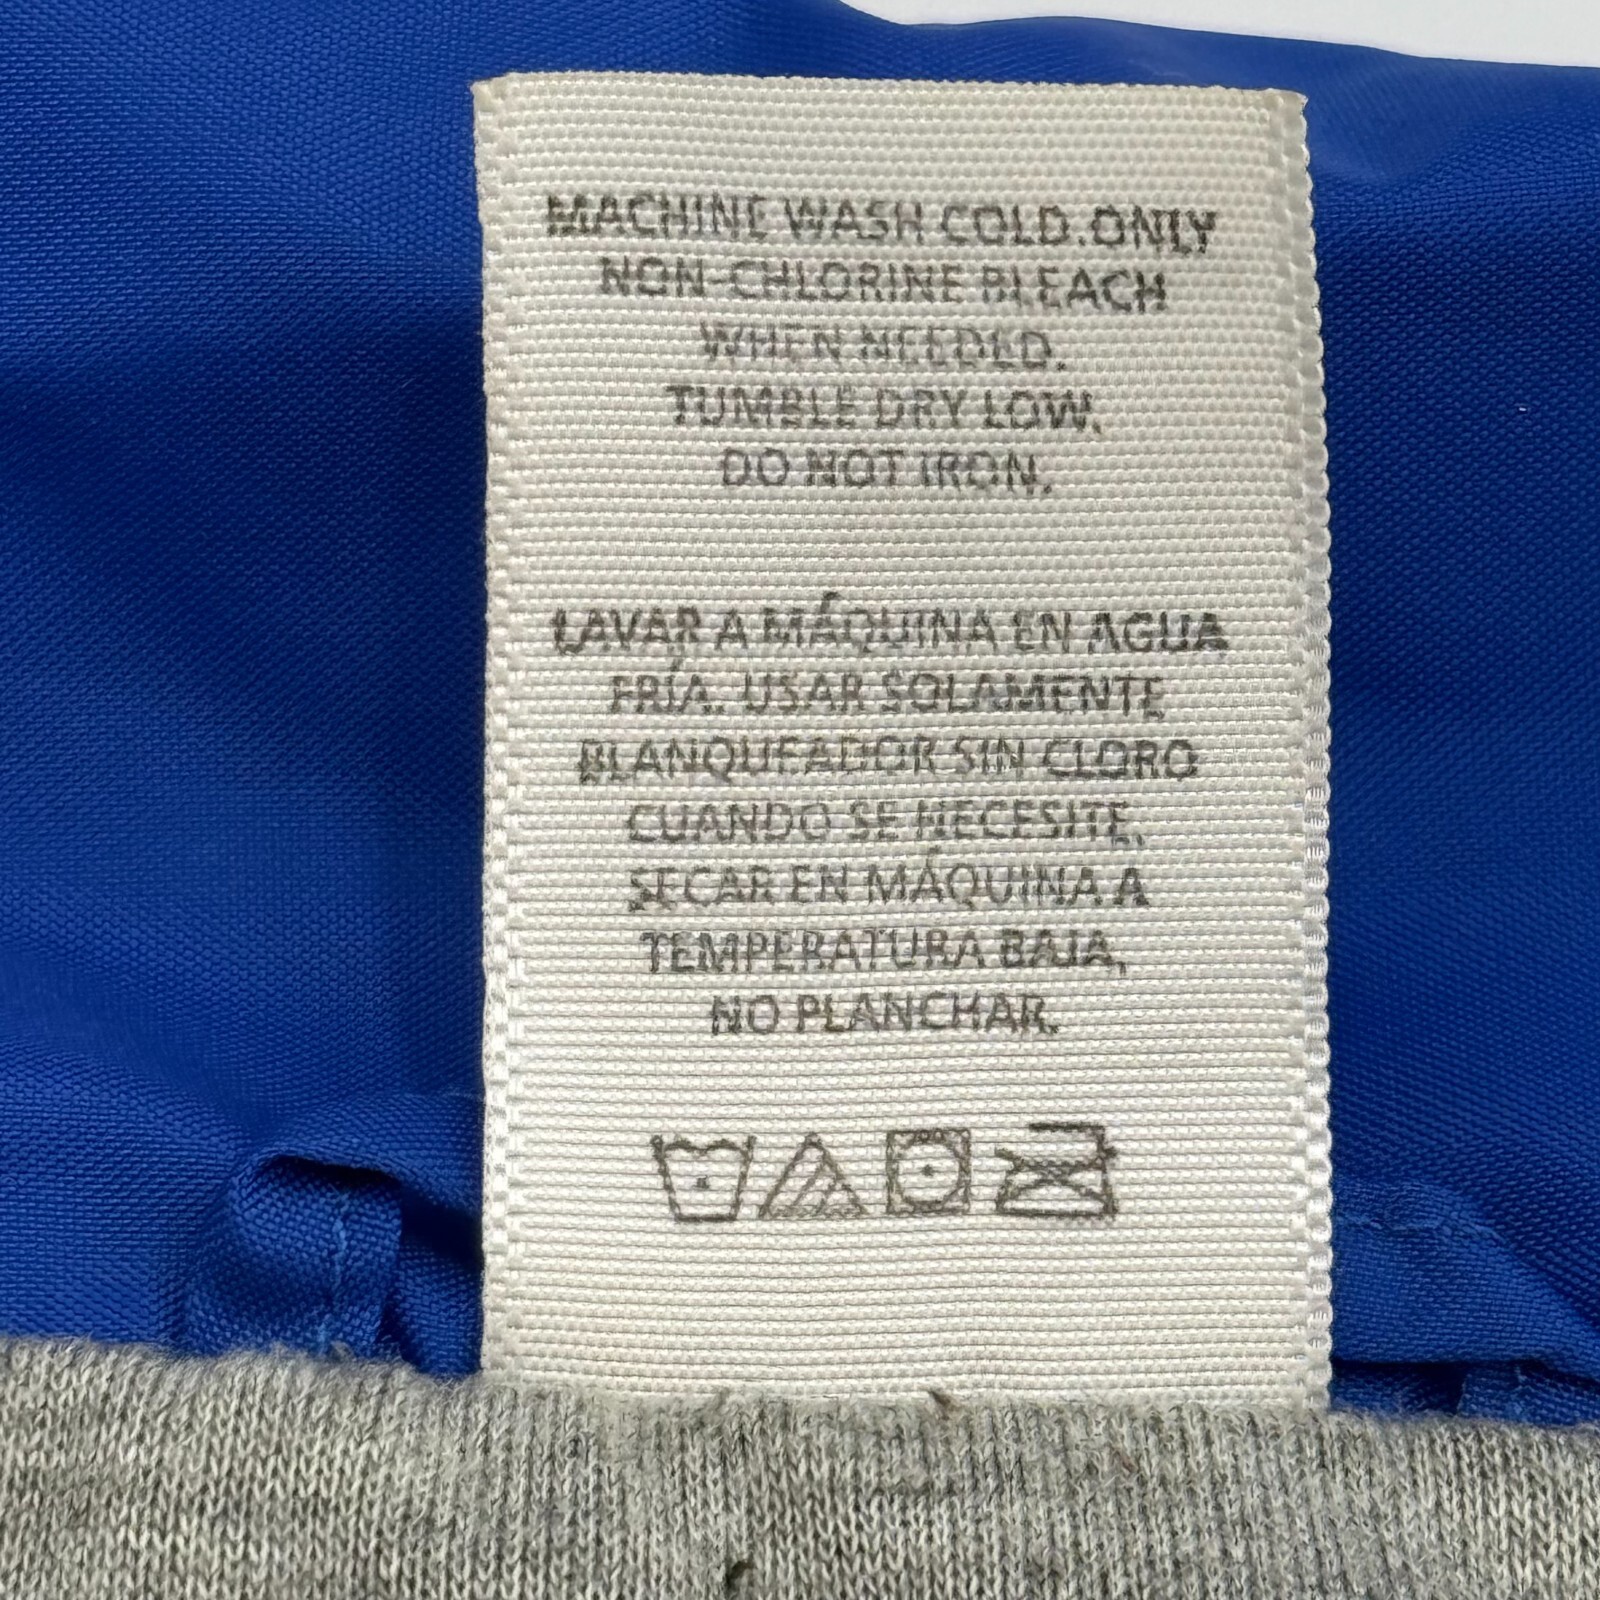 MACHINE WASH COLD. ONLY
NON-CHLORINE BLEACH
WHEN NEEDED.
TUMBLE DRY LOW.
DO NOT IRON.
LAVAR A MÁQUINA EN AGUA
FRÍA. USAR SOLAMENTE
BLANQUEADOR SIN CLORO
CUANDO SE NECESITE.
SECAR EN MÁQUINA A
TEMPERATURA BAJA.
NO PLANCHAR.